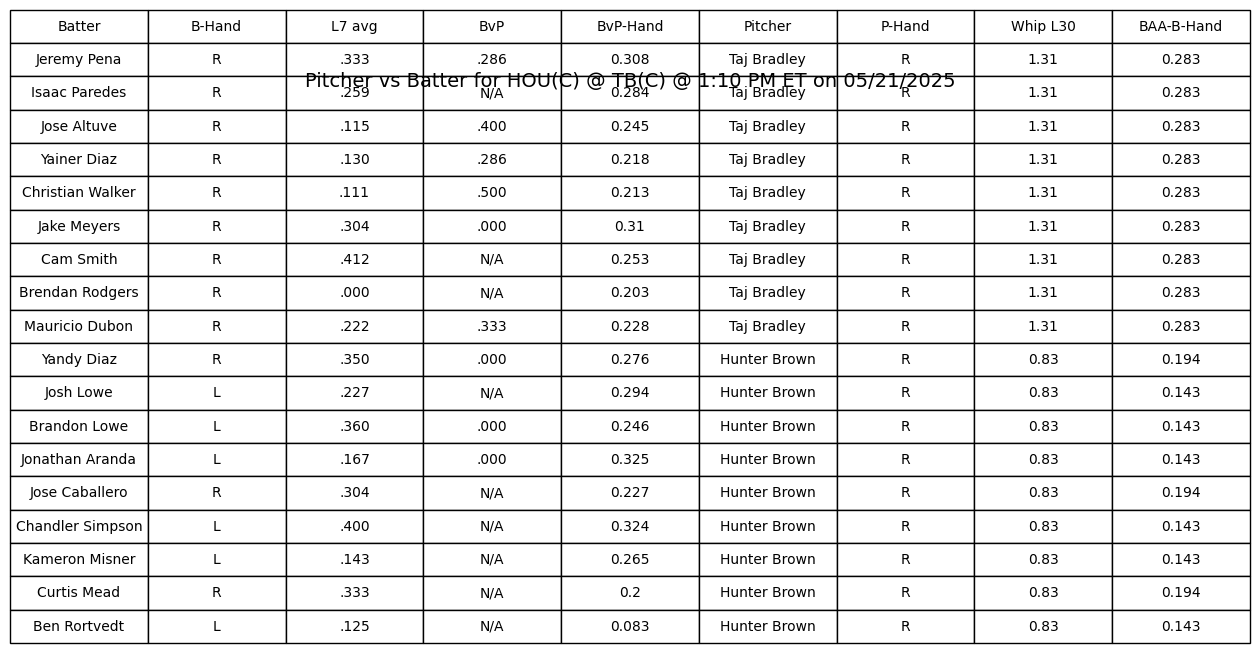 Batter B-Hand L7 avg BvP BvP-Hand Pitcher P-Hand Whip L30 BAA-B-Hand
Jeremy Pena R .333 .286 0.308 Taj Bradley R 1.31 0.283
Pitcher vs Batter for HOU(C) @ TB(C) @ 1:10 PM ET on 05/21/2025
Isaac Paredes R .259 N/A 0.284 Taj Bradley R 1.31 0.283
Jose Altuve R .115 .400 0.245 Taj Bradley R 1.31 0.283
Yainer Diaz R .130 .286 0.218 Taj Bradley R 1.31 0.283
Christian Walker R .111 .500 0.213 Taj Bradley R 1.31 0.283
Jake Meyers R .304 .000 0.31 Taj Bradley R 1.31 0.283
Cam Smith R .412 N/A 0.253 Taj Bradley R 1.31 0.283
Brendan Rodgers R .000 N/A 0.203 Taj Bradley R 1.31 0.283
Mauricio Dubon R .222 .333 0.228 Taj Bradley R 1.31 0.283
Yandy Diaz R .350 .000 0.276 Hunter Brown R 0.83 0.194
Josh Lowe L .227 N/A 0.294 Hunter Brown R 0.83 0.143
Brandon Lowe L .360 .000 0.246 Hunter Brown R 0.83 0.143
Jonathan Aranda L .167 .000 0.325 Hunter Brown R 0.83 0.143
Jose Caballero R .304 N/A 0.227 Hunter Brown R 0.83 0.194
Chandler Simpson L .400 N/A 0.324 Hunter Brown R 0.83 0.143
Kameron Misner L .143 N/A 0.265 Hunter Brown R 0.83 0.143
Curtis Mead R .333 N/A 0.2 Hunter Brown R 0.83 0.194
Ben Rortvedt L .125 N/A 0.083 Hunter Brown R 0.83 0.143